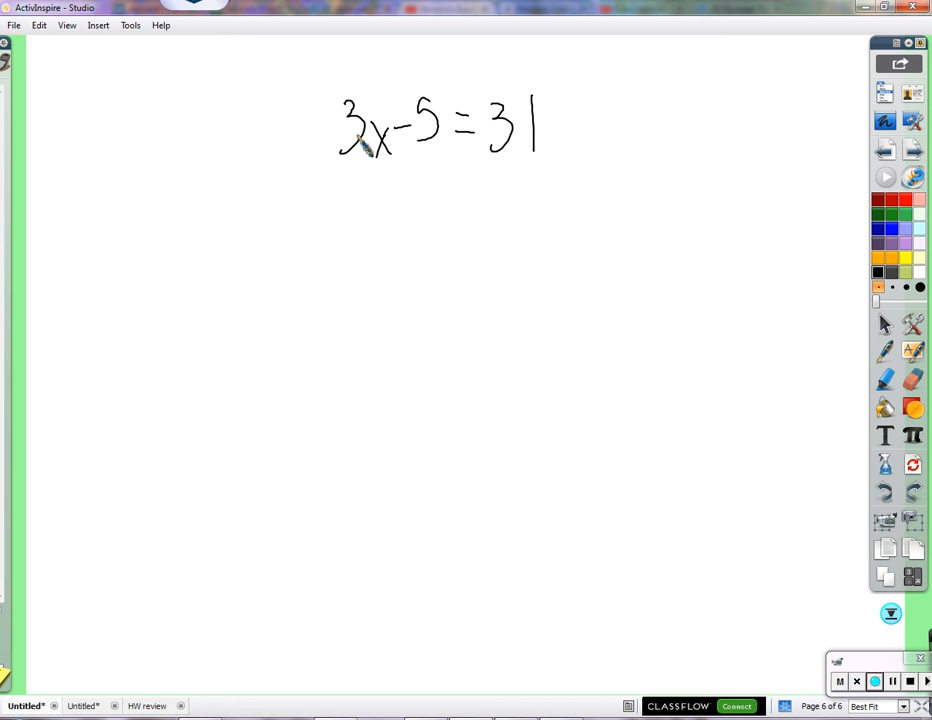 ActivInspire - Studio
File Edit View Insert Tools Help
3x-5=31
Untitled* Untitled* HW review
CLASSFLOW Connect
Page 6 of 6
Best Fit
M